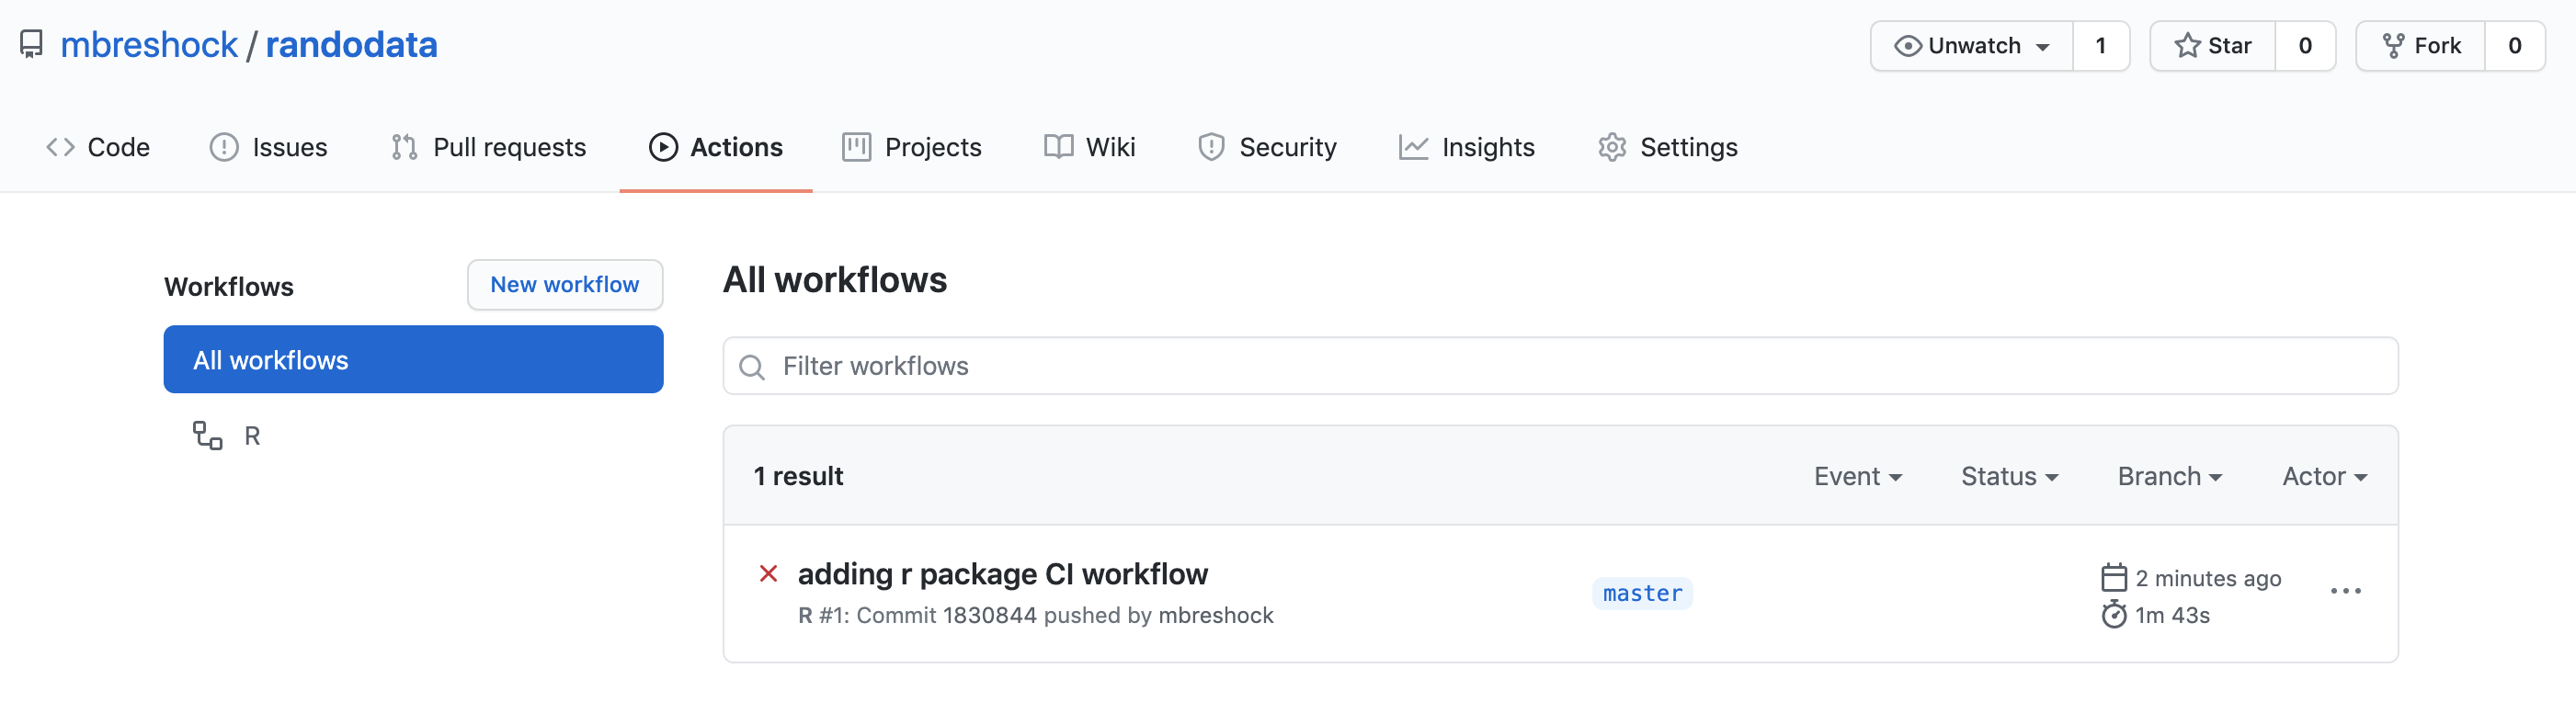 mbreshock / randodata
Unwatch 1 Star 0 Fork 0
Code Issues Pull requests Actions Projects Wiki Security Insights Settings
Workflows
New workflow
All workflows
R
All workflows
Filter workflows
1 result Event Status Branch Actor
adding r package CI workflow
R #1: Commit 1830844 pushed by mbreshock
master
2 minutes ago
1m 43s